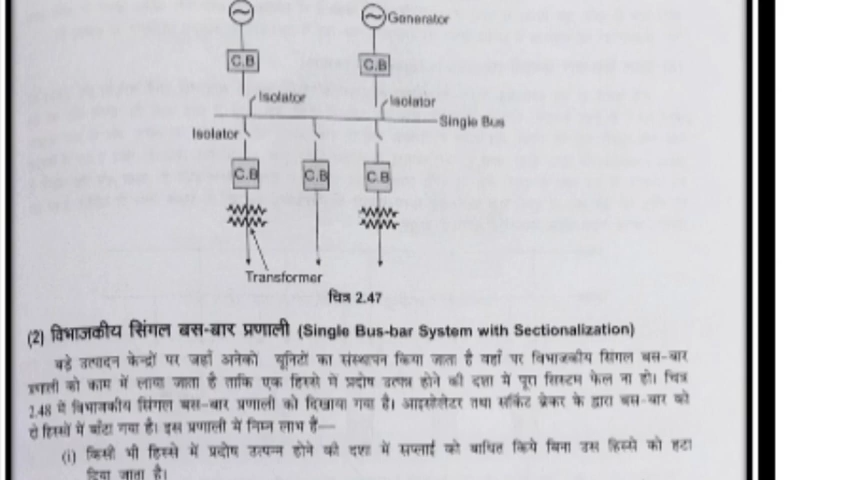 Generator
C.B C.B
Isolator Isolator
Single Bus
Isolator
C.B C.B C.B
Transformer
चित्र 2.47
(2) विभाजकीय सिंगल बस-बार प्रणाली (Single Bus-bar System with Sectionalization)
बड़े उत्पादन केन्द्रों पर जहाँ अनेकों यूनिटों का संस्थापन किया जाता है वहाँ पर विभाजकीय सिंगल बस-बार
प्रणाली को काम में लाया जाता है ताकि एक हिस्से में प्रदोष उत्पन्न होने की दशा में पूरा सिस्टम फेल ना हो। चित्र
2.48 में विभाजकीय सिंगल बस-बार प्रणाली को दिखाया गया है। आइसोलेटर तथा सर्किट ब्रेकर के द्वारा बस-बार को
दो हिस्सों में बाँटा गया है। इस प्रणाली में निम्न लाभ हैं—
(i) किसी भी हिस्से में प्रदोष उत्पन्न होने की दशा में सप्लाई को बाधित किये बिना उस हिस्से को हटा
दिया जाता है।